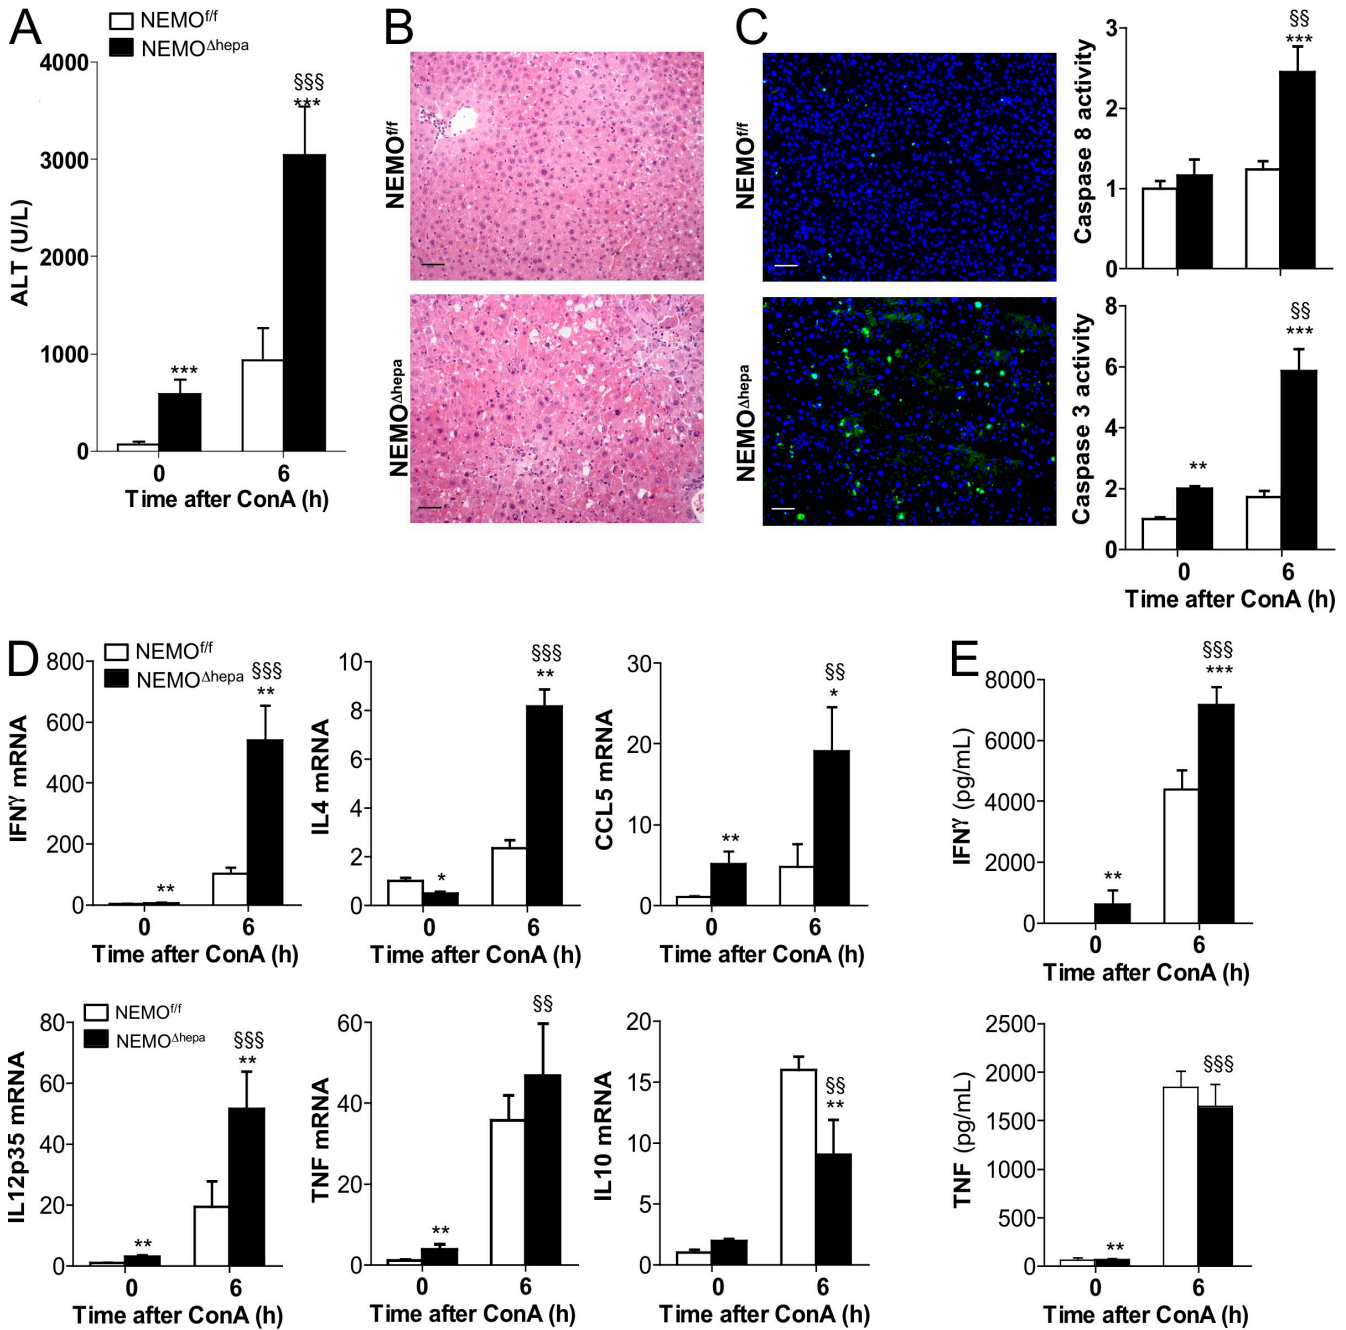 A
NEMOf/f
NEMOΔhepa
4000
3000
2000
1000
0
ALT (U/L)
§§§
***
***
0 6
Time after ConA (h)
B
NEMOf/f
NEMOΔhepa
C
NEMOf/f
NEMOΔhepa
3
2
1
0
Caspase 8 activity
§§
***
8
6
4
2
0
Caspase 3 activity
**
§§
***
0 6
Time after ConA (h)
D
NEMOf/f
NEMOΔhepa
800
600
400
200
0
IFNγ mRNA
**
§§§
**
0 6
Time after ConA (h)
10
8
6
4
2
0
IL4 mRNA
*
§§§
**
0 6
Time after ConA (h)
30
20
10
0
CCL5 mRNA
**
§§
*
0 6
Time after ConA (h)
NEMOf/f
NEMOΔhepa
80
60
40
20
0
IL12p35 mRNA
**
§§§
**
0 6
Time after ConA (h)
60
40
20
0
TNF mRNA
**
§§
0 6
Time after ConA (h)
20
15
10
5
0
IL10 mRNA
§§
**
0 6
Time after ConA (h)
E
8000
6000
4000
2000
0
IFNγ (pg/mL)
**
§§§
***
0 6
Time after ConA (h)
2500
2000
1500
1000
500
0
TNF (pg/mL)
**
§§§
0 6
Time after ConA (h)